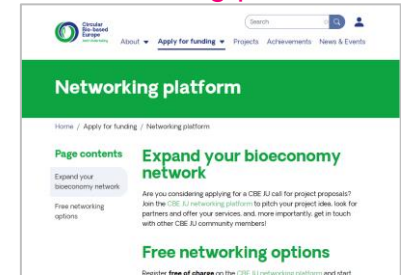 Circular
Bio-based
Europe
Search
About
Apply for funding
Projects
Achievements
News & Events
Networking platform
Home / Apply for funding / Networking platform
Page contents
Expand your
bioeconomy network
Free networking
options
Expand your bioeconomy
network
Are you considering applying for a CBE JU call for project proposals?
Join the CBE JU networking platform to pitch your project idea, look for
partners and offer your services, and, more importantly, get in touch
with other CBE JU community members!
Free networking options
Register free of charge on the CBE JU networking platform and start